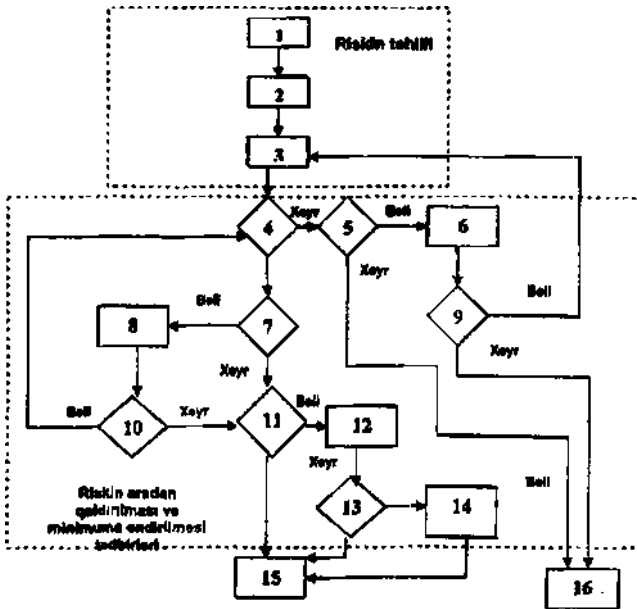 1
Riskin təhlili
2
3
4
Xeyr
5
Bəli
6
Xeyr
Bəli
8
7
9
Bəli
Xeyr
Xeyr
Bəli
10
Xeyr
11
Bəli
12
Xeyr
13
14
Bəli
Riskin aradan
qaldırılması və
minimuma endirilməsi
tədbirləri
15
16